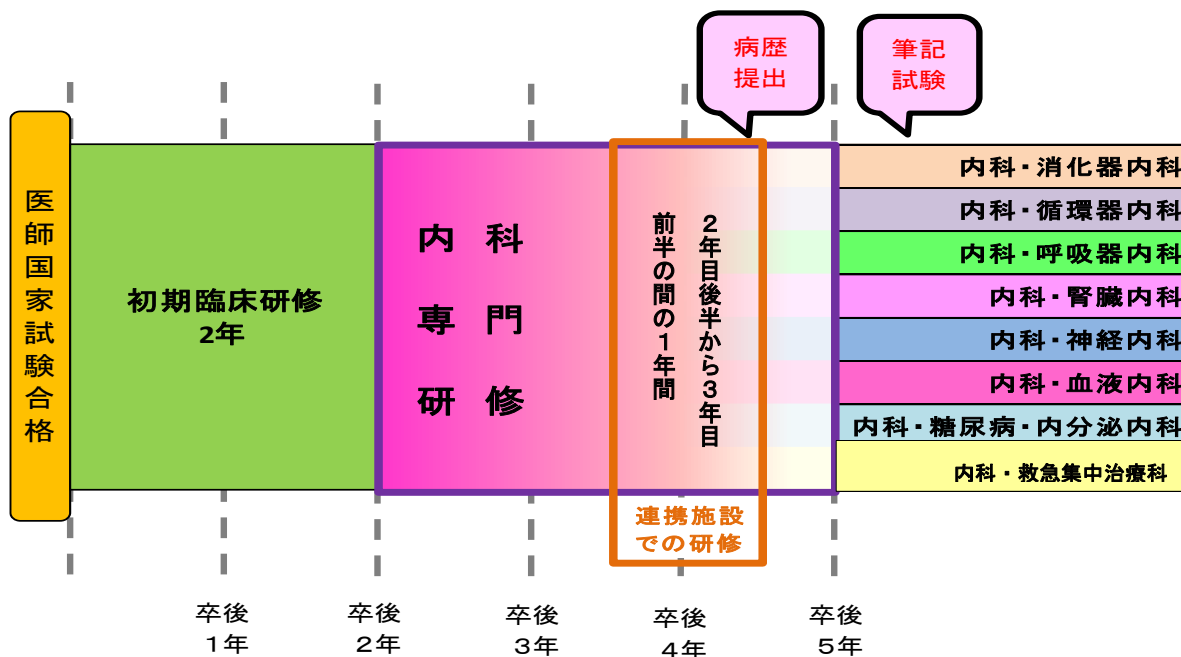 病歴
提出
筆記
試験
医師国家試験合格
初期臨床研修
2年
内科
専門
研修
２年目後半から３年目
前半の間の１年間
連携施設
での研修
内科・消化器内科
内科・循環器内科
内科・呼吸器内科
内科・腎臓内科
内科・神経内科
内科・血液内科
内科・糖尿病・内分泌内科
内科・救急集中治療科
卒後
1年
卒後
2年
卒後
3年
卒後
4年
卒後
5年